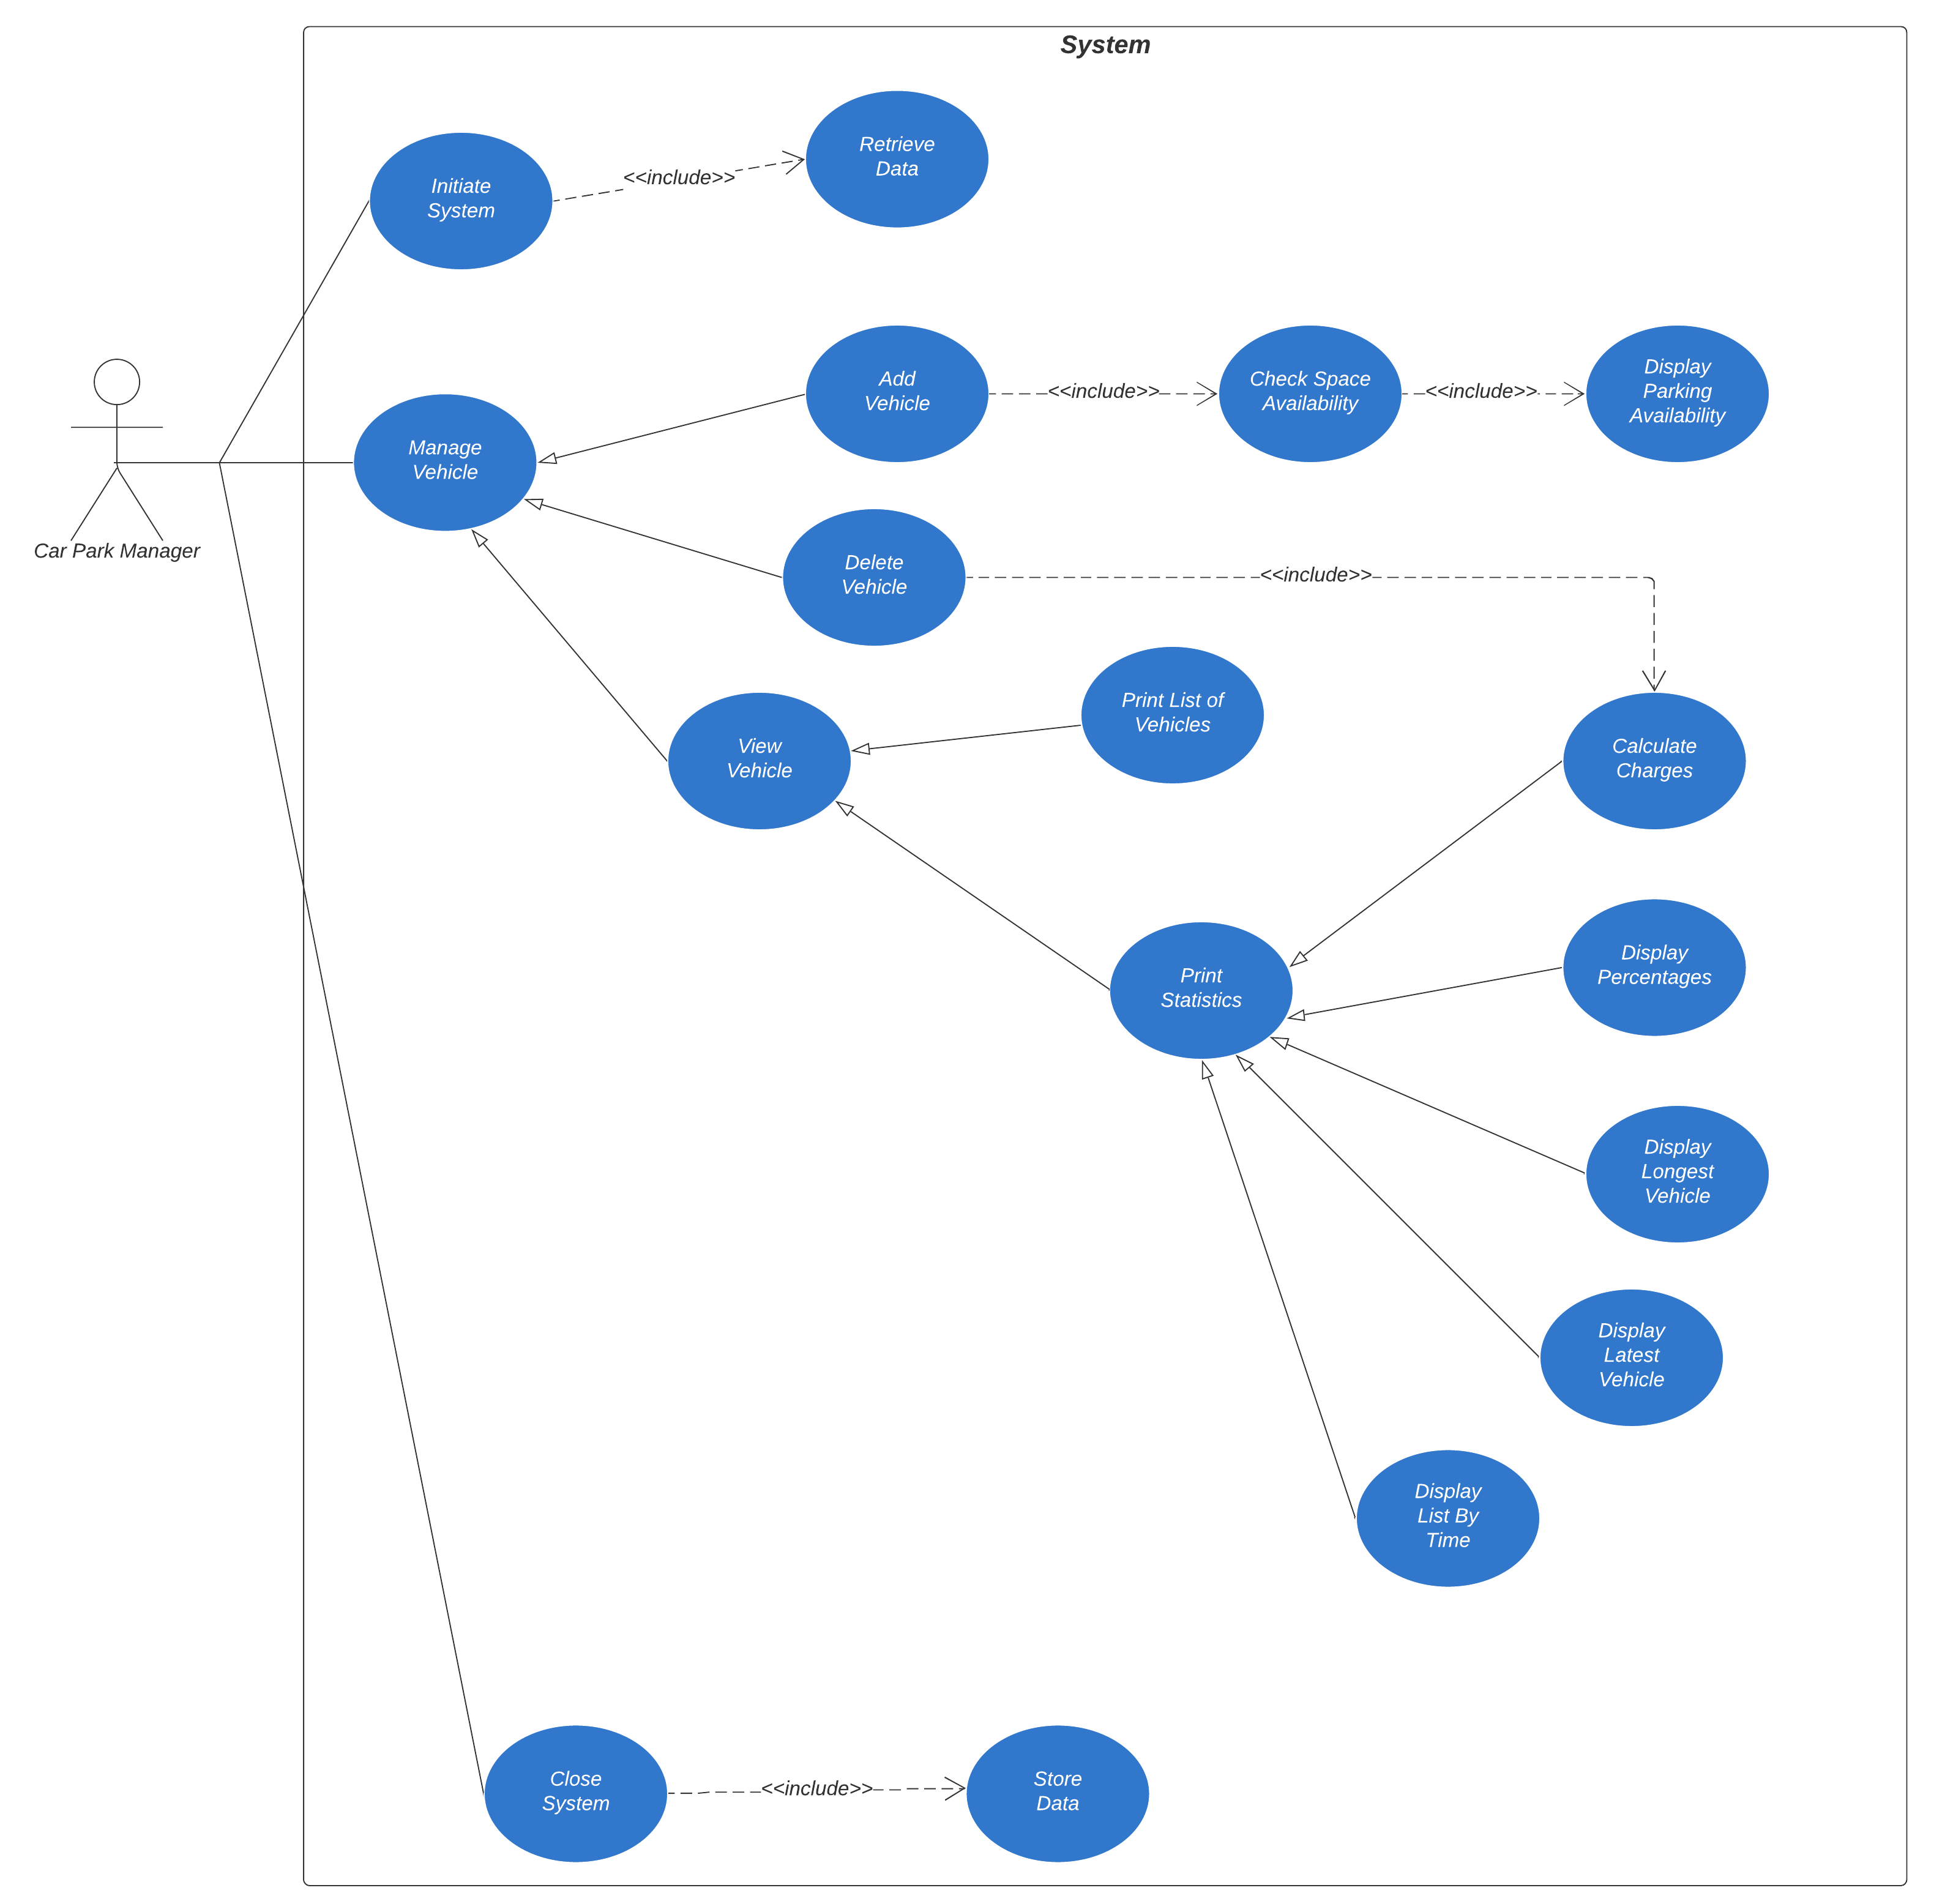 System
Retrieve
Data
<<include>>
Initiate
System
Add
Vehicle
<<include>>
Check Space
Availability
<<include>>
Display
Parking
Availability
Manage
Vehicle
Car Park Manager
Delete
Vehicle
<<include>>
Print List of
Vehicles
View
Vehicle
Calculate
Charges
Print
Statistics
Display
Percentages
Display
Longest
Vehicle
Display
Latest
Vehicle
Display
List By
Time
Close
System
<<include>>
Store
Data